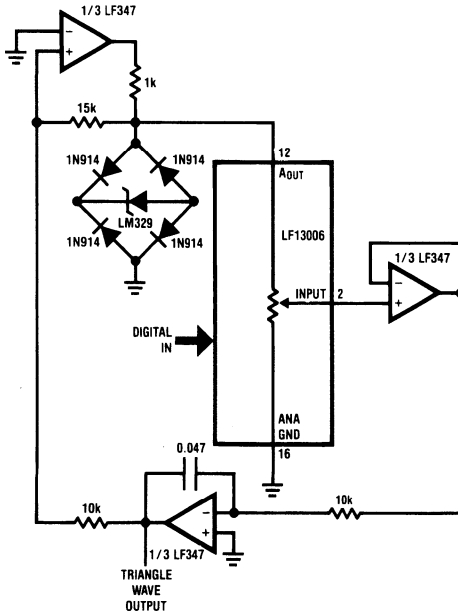 1/3 LF347
−
+
1k
15k
12
AOUT
1N914
1N914
LM329
1N914
1N914
LF13006
1/3 LF347
INPUT
2
−
+
DIGITAL
IN
ANA
GND
16
0.047
10k
−
+
10k
1/3 LF347
TRIANGLE
WAVE
OUTPUT